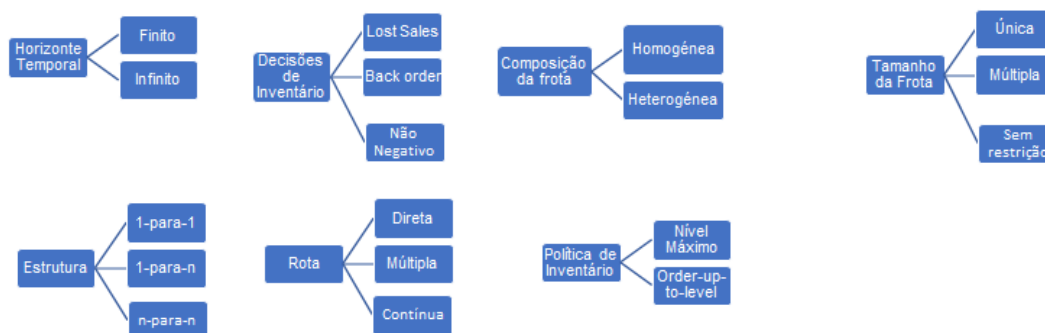 Horizonte
Temporal
Finito
Infinito
Decisões
de
Inventário
Lost Sales
Back order
Não
Negativo
Composição
da frota
Homogénea
Heterogénea
Tamanho
da Frota
Única
Múltipla
Sem
restrição
Estrutura
1-para-1
1-para-n
n-para-n
Rota
Direta
Múltipla
Contínua
Política de
Inventário
Nível
Máximo
Order-up-
to-level